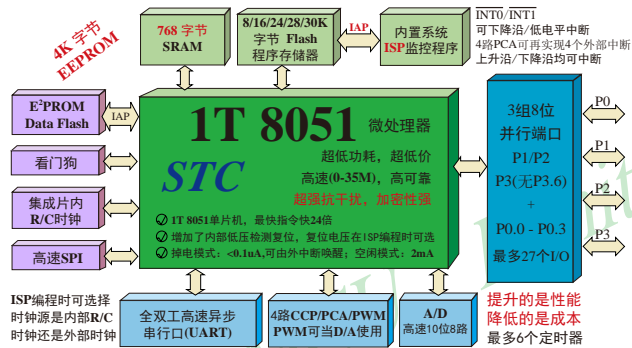 4K 字节
EEPROM
768 字节
SRAM
8/16/24/28/30K
字节 Flash
程序存储器
IAP
内置系统
ISP监控程序
INT0/INT1
可下降沿/低电平中断
4路PCA可再实现4个外部中断
上升沿/下降沿均可中断
E²PROM
Data Flash
IAP
看门狗
集成片内
R/C时钟
高速SPI
1T 8051 微处理器
STC
超低功耗，超低价
高速(0-35M)，高可靠
超强抗干扰，加密性强
1T 8051单片机，最快指令快24倍
增加了内部低压检测复位，复位电压在ISP编程时可选
掉电模式：<0.1uA,可由外中断唤醒；空闲模式：2mA
3组8位
并行端口
P1/P2
P3(无P3.6)
+
P0.0 - P0.3
最多27个I/O
P0
P1
P2
P3
ISP编程时可选择
时钟源是内部R/C
时钟还是外部时钟
全双工高速异步
串行口(UART)
4路CCP/PCA/PWM
PWM可当D/A使用
A/D
高速10位8路
提升的是性能
降低的是成本
最多6个定时器